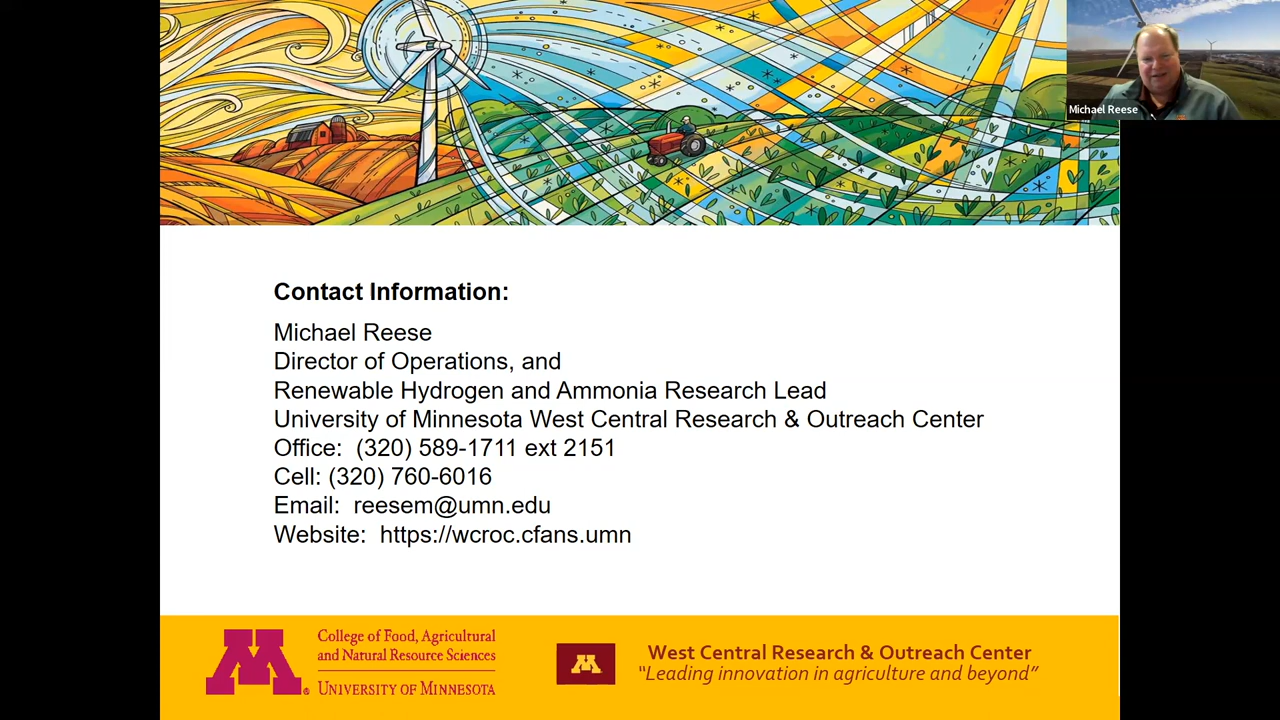 Michael Reese
Contact Information:
Michael Reese
Director of Operations, and
Renewable Hydrogen and Ammonia Research Lead
University of Minnesota West Central Research & Outreach Center
Office:  (320) 589-1711 ext 2151
Cell: (320) 760-6016
Email:  reesem@umn.edu
Website:  https://wcroc.cfans.umn
M®
College of Food, Agricultural
and Natural Resource Sciences
University of Minnesota
M
West Central Research & Outreach Center
“Leading innovation in agriculture and beyond”